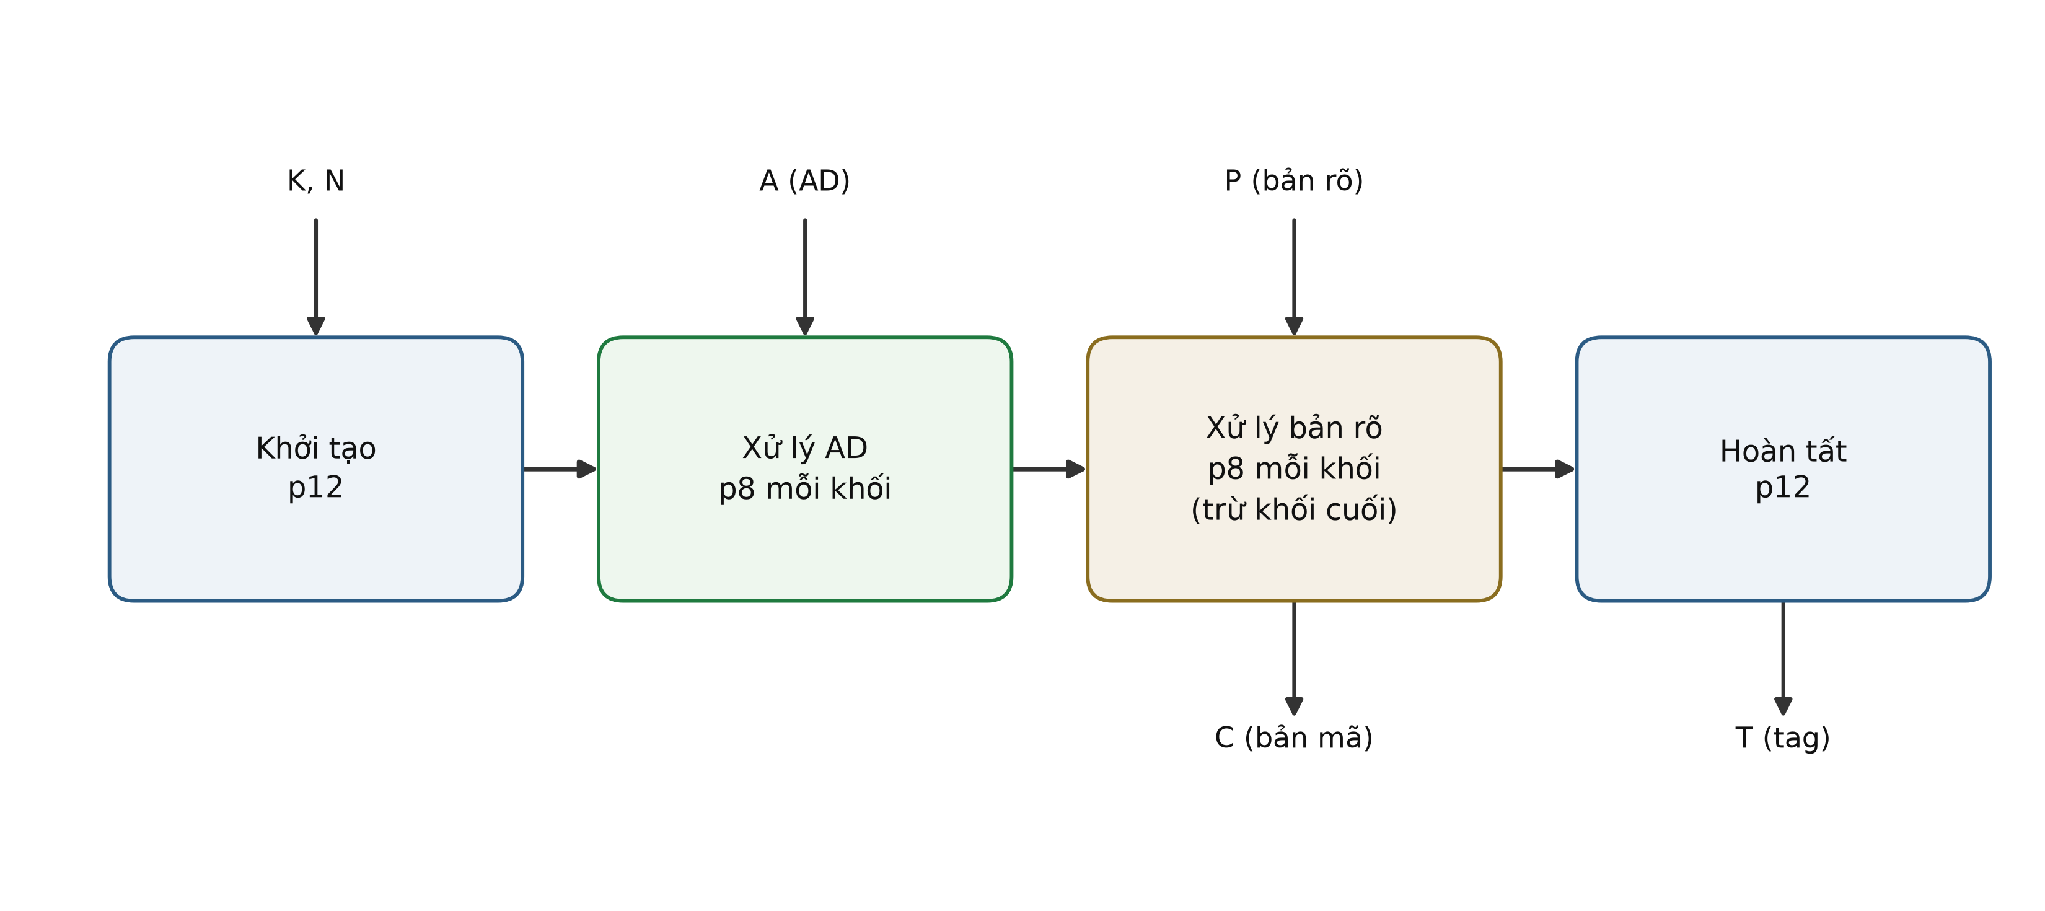 K, N
A (AD)
P (bản rõ)
Khởi tạo
p12
Xử lý AD
p8 mỗi khối
Xử lý bản rõ
p8 mỗi khối
(trừ khối cuối)
Hoàn tất
p12
C (bản mã)
T (tag)